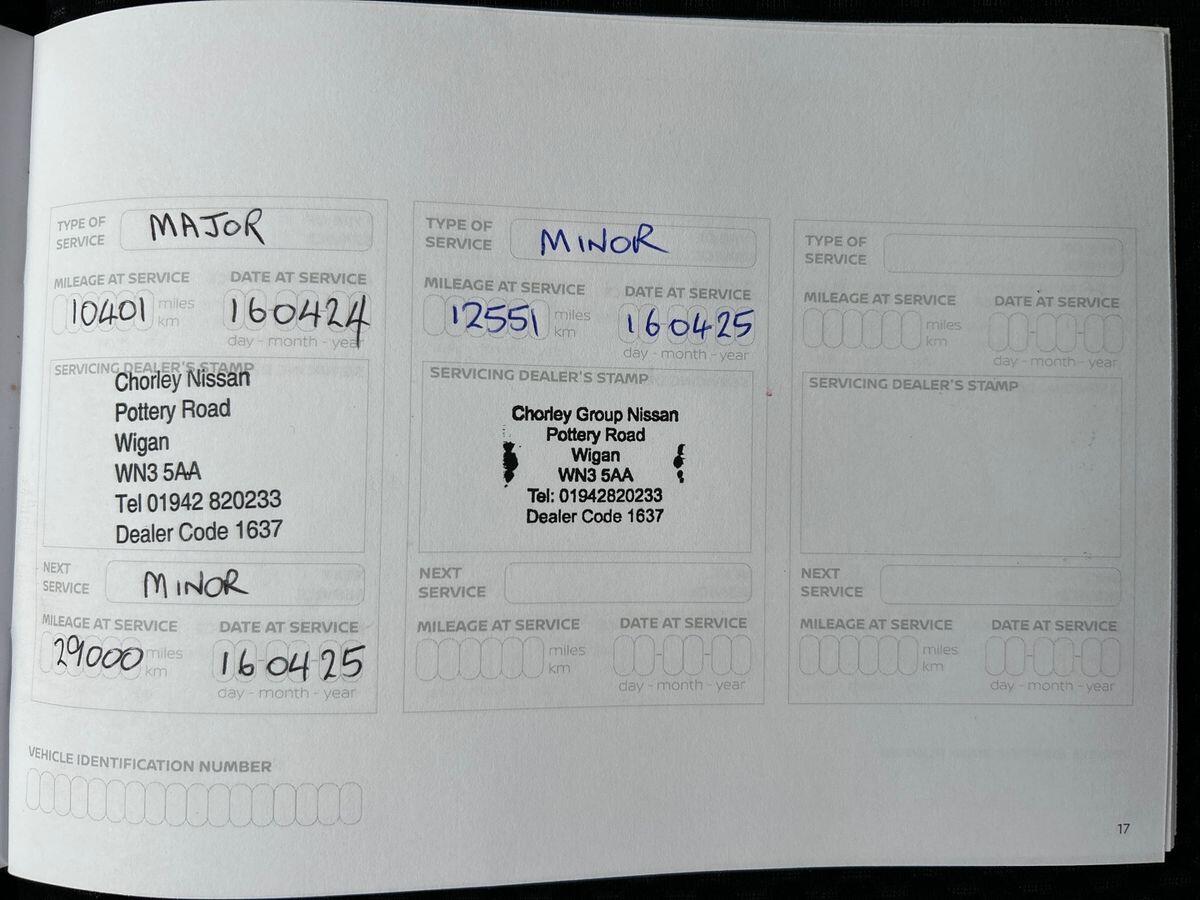 TYPE OF
SERVICE
MAJOR
MILEAGE AT SERVICE
DATE AT SERVICE
10401 miles
km
160424
day - month - year
SERVICING DEALER'S STAMP
Chorley Nissan
Pottery Road
Wigan
WN3 5AA
Tel 01942 820233
Dealer Code 1637
NEXT
SERVICE
MINOR
MILEAGE AT SERVICE
DATE AT SERVICE
29000 miles
km
160425
day - month - year
TYPE OF
SERVICE
MINOR
MILEAGE AT SERVICE
DATE AT SERVICE
12551 miles
km
160425
day - month - year
SERVICING DEALER'S STAMP
Chorley Group Nissan
Pottery Road
Wigan
WN3 5AA
Tel: 01942820233
Dealer Code 1637
NEXT
SERVICE
MILEAGE AT SERVICE
DATE AT SERVICE
miles
km
day - month - year
TYPE OF
SERVICE
MILEAGE AT SERVICE
DATE AT SERVICE
miles
km
day - month - year
SERVICING DEALER'S STAMP
NEXT
SERVICE
MILEAGE AT SERVICE
DATE AT SERVICE
miles
km
day - month - year
VEHICLE IDENTIFICATION NUMBER
17